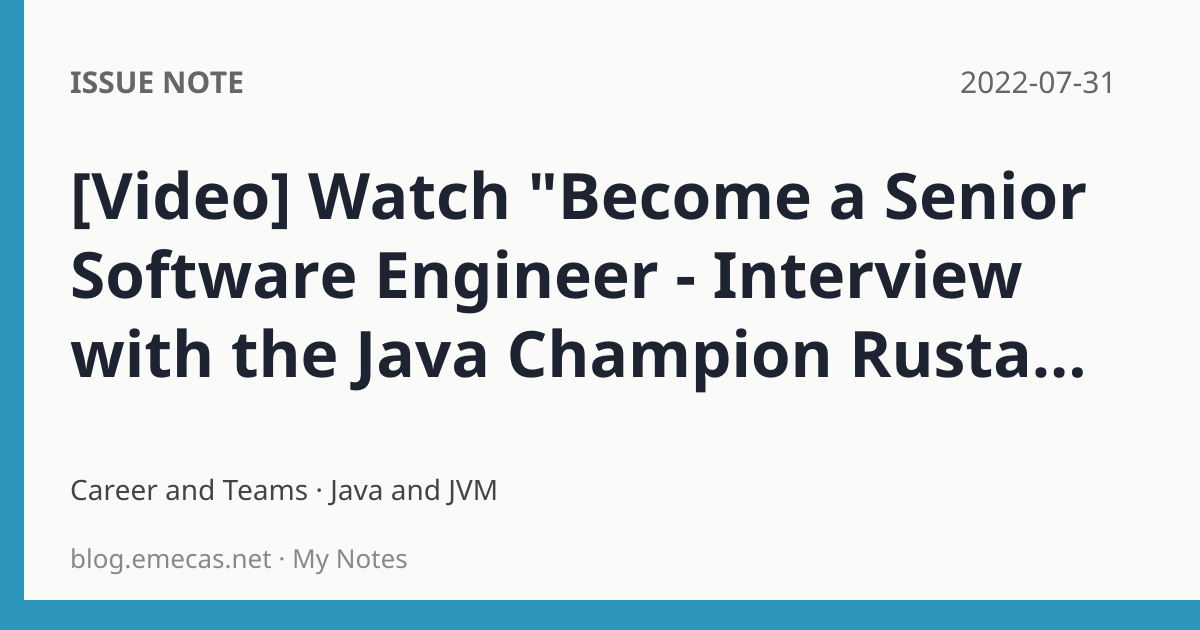 ISSUE NOTE
2022-07-31
[Video] Watch "Become a Senior
Software Engineer - Interview
with the Java Champion Rusta...
Career and Teams · Java and JVM
blog.emecas.net · My Notes